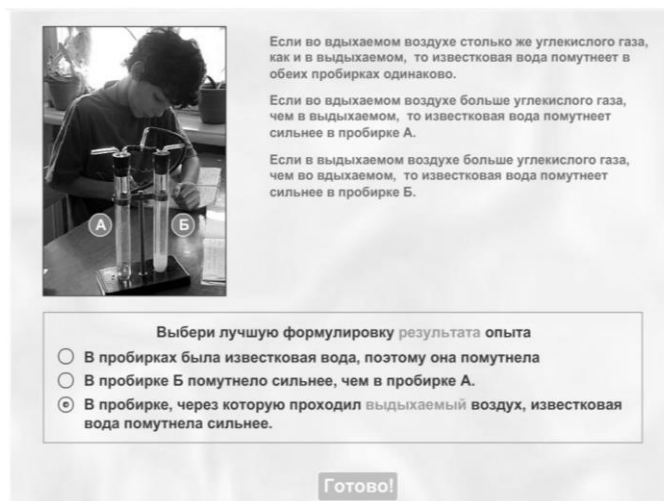 Если во вдыхаемом воздухе столько же углекислого газа,
как и в выдыхаемом, то известковая вода помутнеет в
обеих пробирках одинаково.
Если во вдыхаемом воздухе больше углекислого газа,
чем в выдыхаемом, то известковая вода помутнеет
сильнее в пробирке А.
Если в выдыхаемом воздухе больше углекислого газа,
чем во вдыхаемом, то известковая вода помутнеет
сильнее в пробирке Б.
А
Б
Выбери лучшую формулировку результата опыта
В пробирках была известковая вода, поэтому она помутнела
В пробирке Б помутнело сильнее, чем в пробирке А.
В пробирке, через которую проходил выдыхаемый воздух, известковая
вода помутнела сильнее.
Готово!